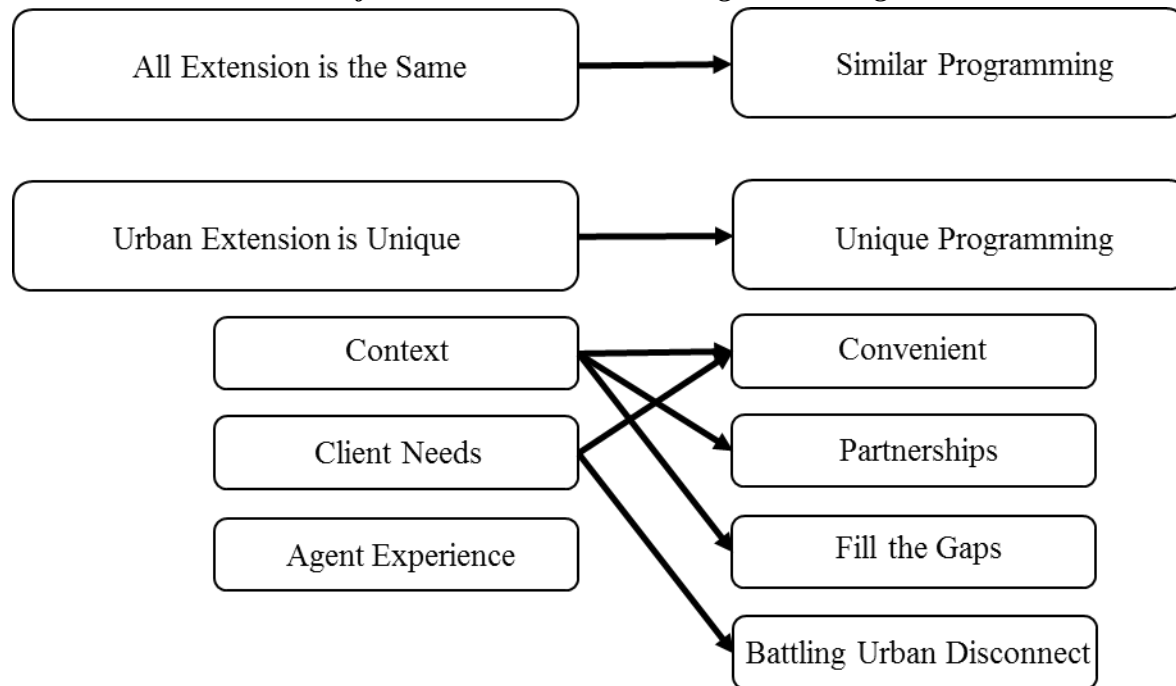 All Extension is the Same
Similar Programming
Urban Extension is Unique
Unique Programming
Context
Convenient
Client Needs
Partnerships
Agent Experience
Fill the Gaps
Battling Urban Disconnect